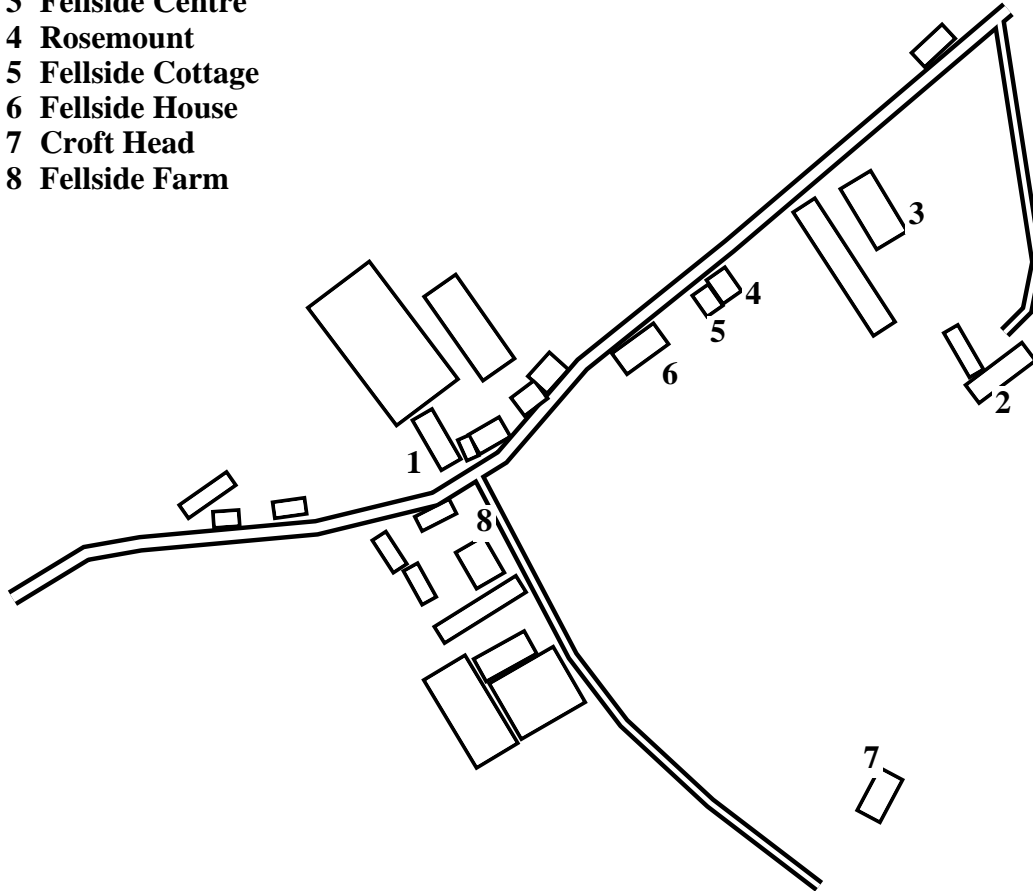 3 Fellside Centre
4 Rosemount
5 Fellside Cottage
6 Fellside House
7 Croft Head
8 Fellside Farm
3
4
5
6
2
1
8
7